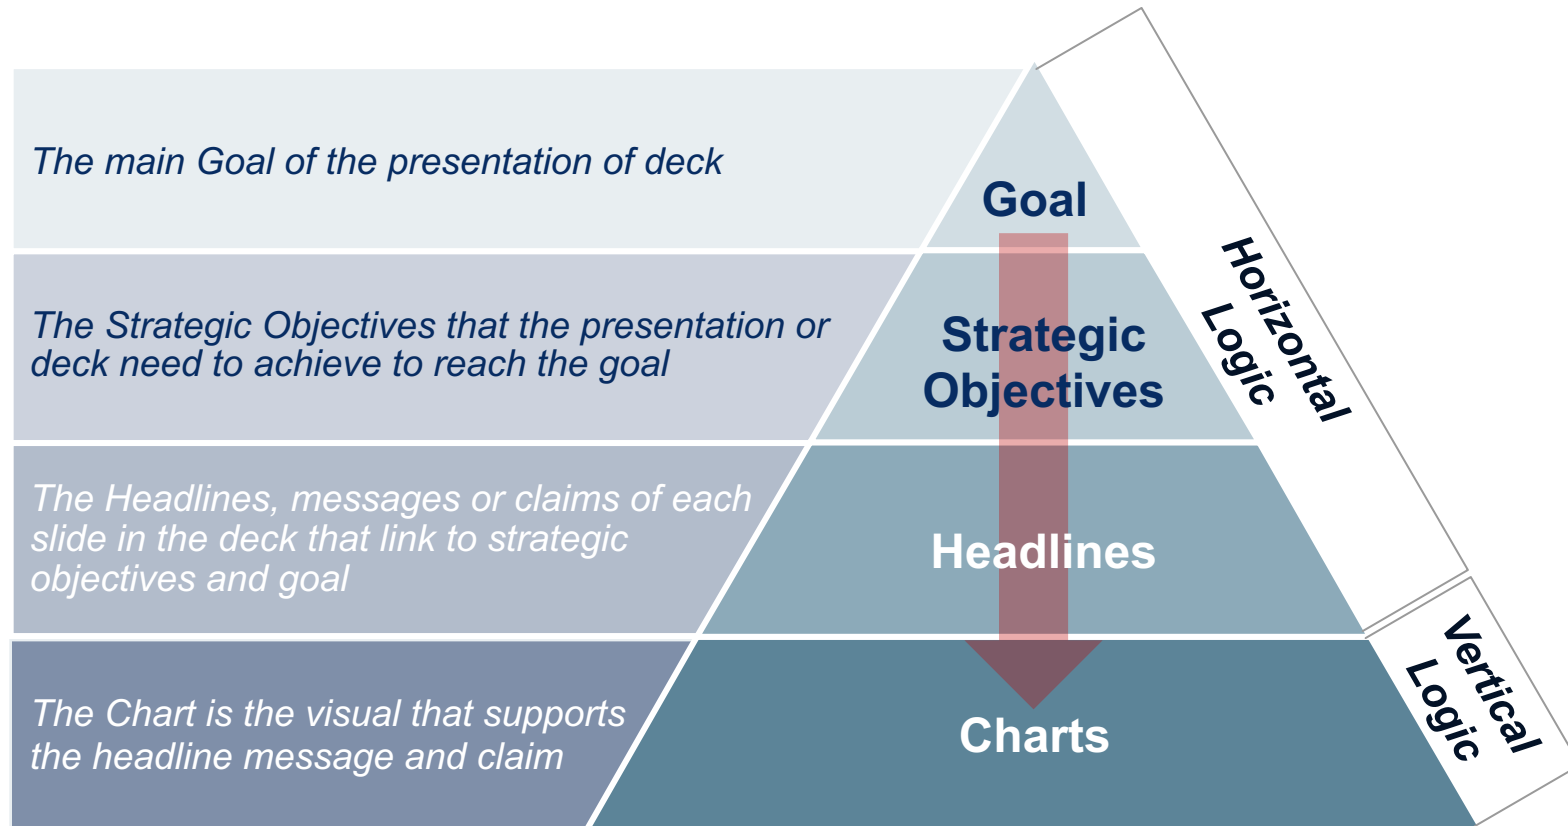 The main Goal of the presentation of deck
Goal
The Strategic Objectives that the presentation or
deck need to achieve to reach the goal
Strategic
Objectives
The Headlines, messages or claims of each
slide in the deck that link to strategic
objectives and goal
Headlines
The Chart is the visual that supports
the headline message and claim
Charts
Horizontal
Logic
Vertical
Logic